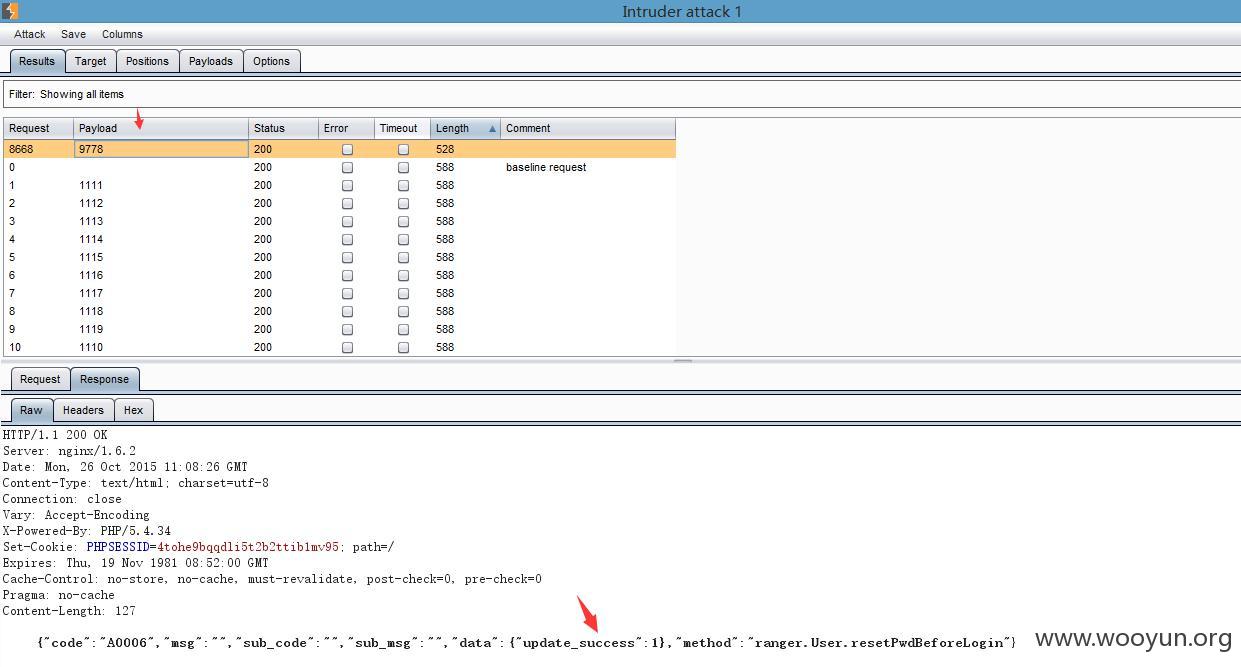 Intruder attack 1
Attack Save Columns
Results Target Positions Payloads Options
Filter: Showing all items
Request Payload Status Error Timeout Length Comment
8668 9778 200 528
0 200 588 baseline request
1 1111 200 588
2 1112 200 588
3 1113 200 588
4 1114 200 588
5 1115 200 588
6 1116 200 588
7 1117 200 588
8 1118 200 588
9 1119 200 588
10 1110 200 588
Request Response
Raw Headers Hex
HTTP/1.1 200 OK
Server: nginx/1.6.2
Date: Mon, 26 Oct 2015 11:08:26 GMT
Content-Type: text/html; charset=utf-8
Connection: close
Vary: Accept-Encoding
X-Powered-By: PHP/5.4.34
Set-Cookie: PHPSESSID=4tohe9bqqdli5t2b2ttib1mv95; path=/
Expires: Thu, 19 Nov 1981 08:52:00 GMT
Cache-Control: no-store, no-cache, must-revalidate, post-check=0, pre-check=0
Pragma: no-cache
Content-Length: 127
{"code":"A0006","msg":"","sub_code":"","sub_msg":"","data":{"update_success":1},"method":"ranger.User.resetPwdBeforeLogin"}
www.wooyun.org